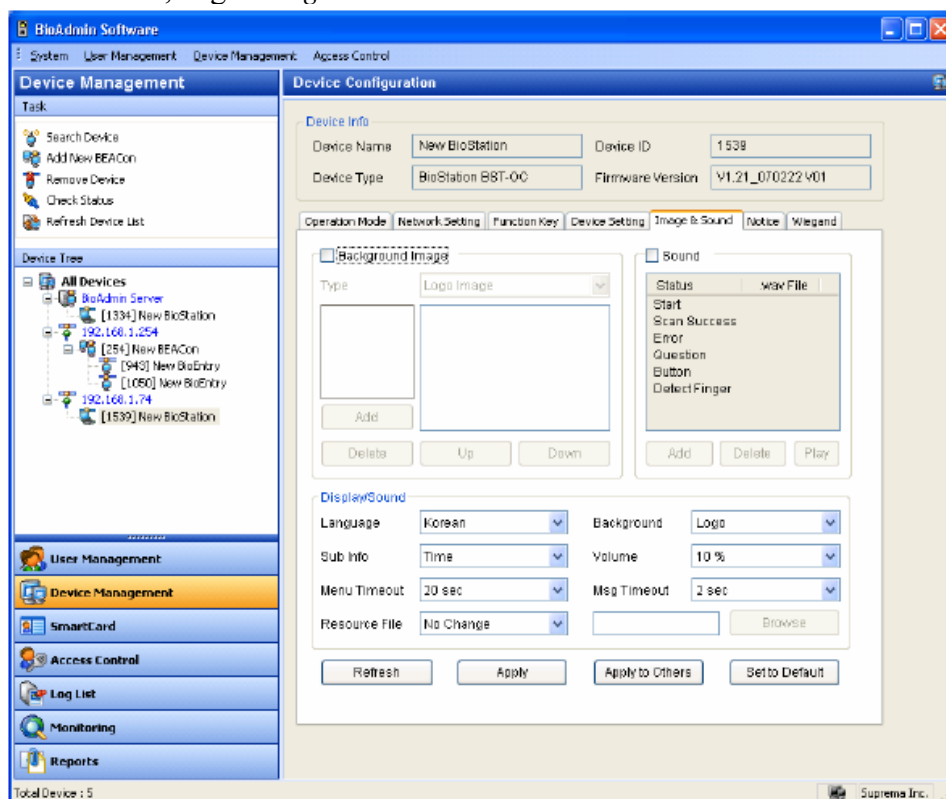 BioAdmin Software
System User Management Device Management Access Control
Device Management
Task
Search Device
Add New BEACon
Remove Device
Check Status
Refresh Device List
Device Tree
All Devices
BioAdmin Server
[1334] New BioStation
192.168.1.254
[254] New BEACon
[943] New BioEntry
[1050] New BioEntry
192.168.1.74
[1539] New BioStation
User Management
Device Management
SmartCard
Access Control
Log List
Monitoring
Reports
Device Configuration
Device Info
Device Name New BioStation Device ID 1539
Device Type BioStation BST-OC Firmware Version V1.21_070222 V01
Operation Mode Network Setting Function Key Device Setting Image & Sound Notice Wiegand
Background Image
Type Logo Image
Add
Delete Up Down
Sound
Status .wav File
Start
Scan Success
Error
Question
Button
Detect Finger
Add Delete Play
Display/Sound
Language Korean Background Logo
Sub Info Time Volume 10 %
Menu Timeout 20 sec Msg Timeout 2 sec
Resource File No Change Browse
Refresh Apply Apply to Others Set to Default
Total Device : 5 Suprema Inc.